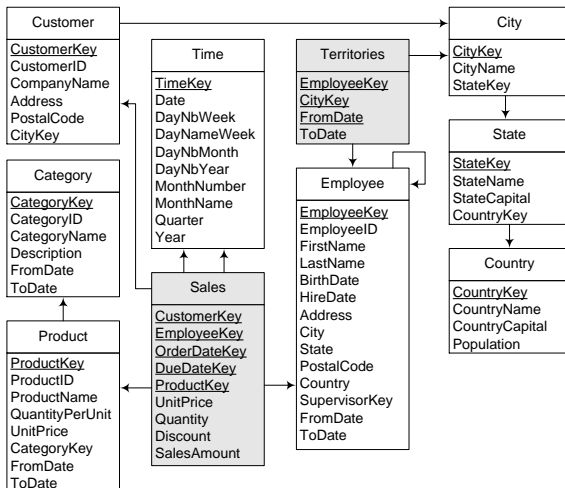 Customer
CustomerKey
CustomerID
CompanyName
Address
PostalCode
CityKey
Time
TimeKey
Date
DayNbWeek
DayNameWeek
DayNbMonth
DayNbYear
MonthNumber
MonthName
Quarter
Year
Territories
EmployeeKey
CityKey
FromDate
ToDate
City
CityKey
CityName
StateKey
State
StateKey
StateName
StateCapital
CountryKey
Category
CategoryKey
CategoryID
CategoryName
Description
FromDate
ToDate
Employee
EmployeeKey
EmployeeID
FirstName
LastName
BirthDate
HireDate
Address
City
State
PostalCode
Country
SupervisorKey
FromDate
ToDate
Country
CountryKey
CountryName
CountryCapital
Population
Sales
CustomerKey
EmployeeKey
OrderDateKey
DueDateKey
ProductKey
UnitPrice
Quantity
Discount
SalesAmount
Product
ProductKey
ProductID
ProductName
QuantityPerUnit
UnitPrice
CategoryKey
FromDate
ToDate